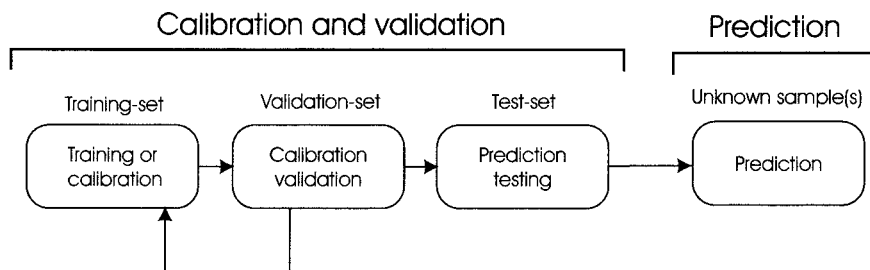 Calibration and validation
Prediction
Training-set
Validation-set
Test-set
Unknown sample(s)
Training or
calibration
Calibration
validation
Prediction
testing
Prediction